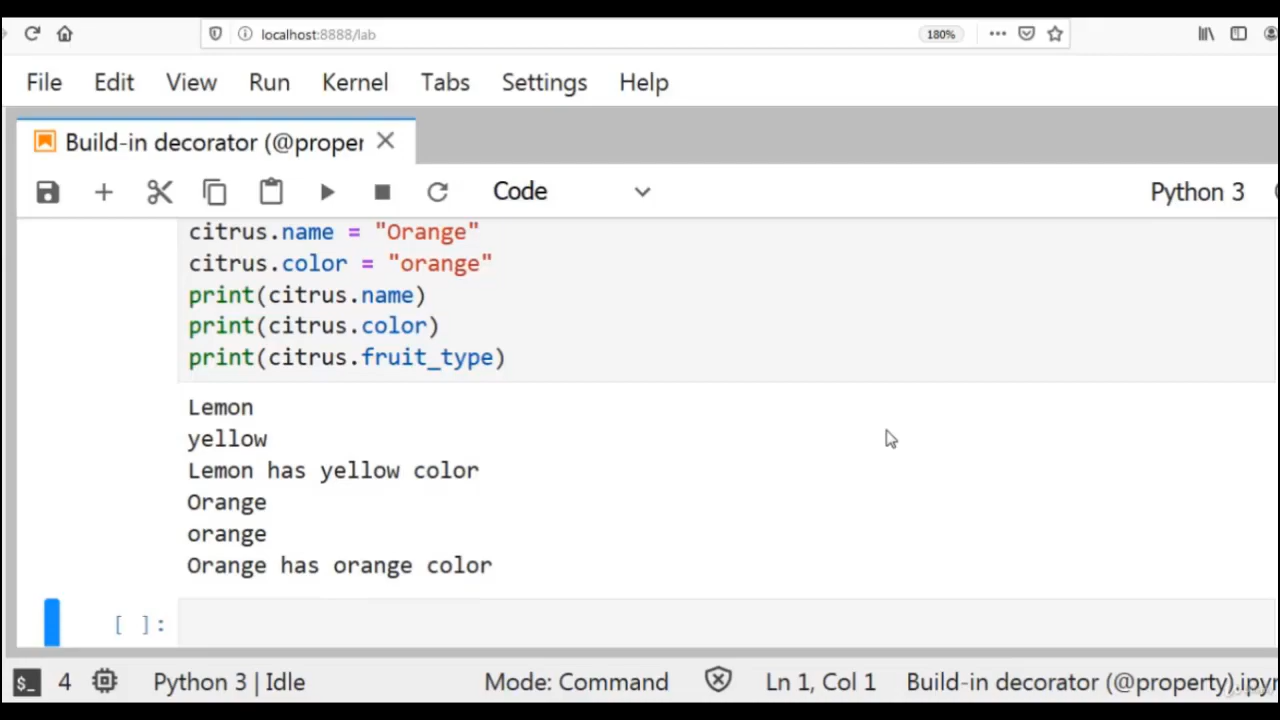 localhost:8888/lab
180%
File Edit View Run Kernel Tabs Settings Help
Build-in decorator (@proper
Code
Python 3
citrus.name = "Orange"
citrus.color = "orange"
print(citrus.name)
print(citrus.color)
print(citrus.fruit_type)
Lemon
yellow
Lemon has yellow color
Orange
orange
Orange has orange color
[ ]:
$_ 4 Python 3 | Idle Mode: Command Ln 1, Col 1 Build-in decorator (@property).ipyn